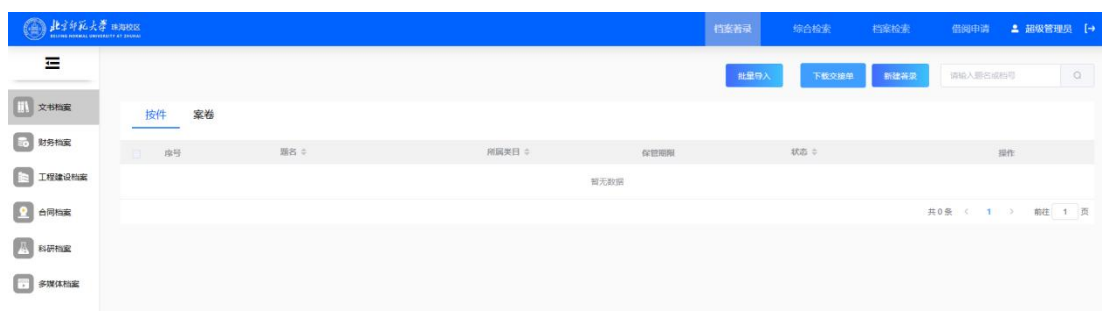 北京师范大学 珠海校区
BEIJING NORMAL UNIVERSITY AT ZHUHAI
档案著录 综合检索 档案检索 借阅申请 超级管理员
批量导入 下载交接单 新建著录 请输入题名或档号
文书档案
按件 案卷
财务档案
序号 题名 所属类目 保管期限 状态 操作
工程建设档案
暂无数据
合同档案
共 0 条 < 1 > 前往 1 页
科研档案
多媒体档案